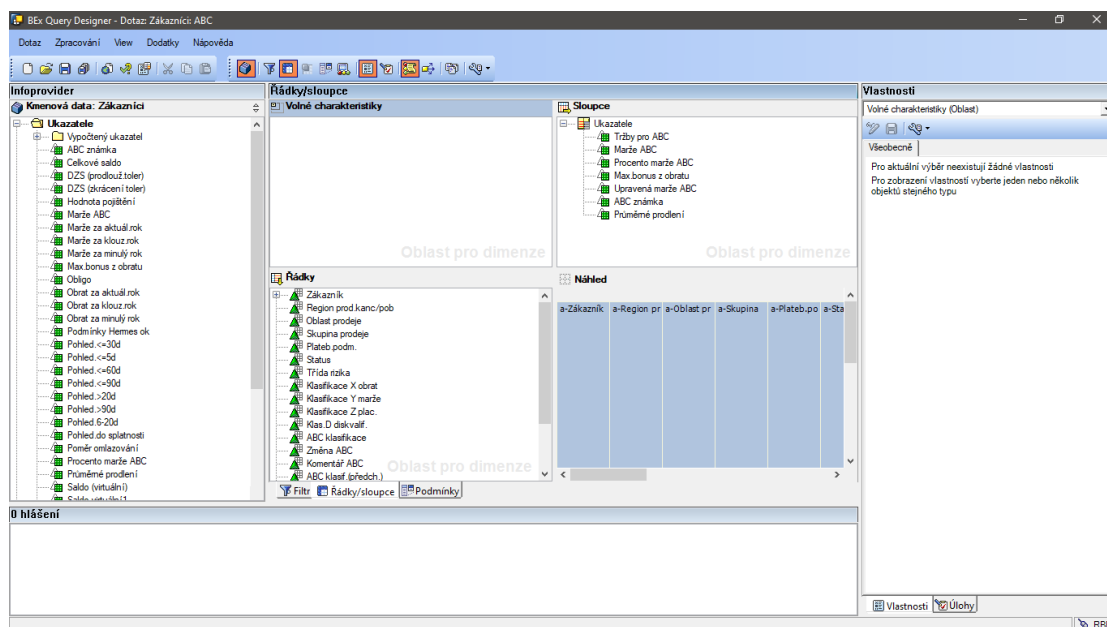 BEx Query Designer - Dotaz: Zákazníci: ABC
Dotaz Zpracování View Dodatky Nápověda
Infoprovider
Kmenová data: Zákazníci
Ukazatele
Vypočtený ukazatel
ABC známka
Celkové saldo
DZS (prodlouž.toler)
DZS (zkrácení toler)
Hodnota pojištění
Marže ABC
Marže za aktuál.rok
Marže za klouz.rok
Marže za minulý rok
Max.bonus z obratu
Obligo
Obrat za aktuál.rok
Obrat za klouz.rok
Obrat za minulý rok
Podmínky Hermes ok
Pohled.<=30d
Pohled.<=5d
Pohled.<=60d
Pohled.<=90d
Pohled.>20d
Pohled.>90d
Pohled.6-20d
Pohled.do splatnosti
Poměr omlazování
Procento marže ABC
Průměrné prodlení
Saldo (virtuální)
Saldo virtuální1
Řádky/sloupce
Volné charakteristiky
Oblast pro dimenze
Sloupce
Ukazatele
Tržby pro ABC
Marže ABC
Procento marže ABC
Max.bonus z obratu
Upravená marže ABC
ABC známka
Průměrné prodlení
Oblast pro dimenze
Řádky
Zákazník
Region prod.kanc/pob
Oblast prodeje
Skupina prodeje
Plateb.podm.
Status
Třída rizika
Klasifikace X obrat
Klasifikace Y marže
Klasifikace Z plac.
Klas.D diskvalif.
ABC klasifikace
Změna ABC
Komentář ABC
ABC klasif.(předch.)
Oblast pro dimenze
Náhled
a-Zákazník a-Region pr a-Oblast pr a-Skupina a-Plateb.po a-Sta
Filtr Řádky/sloupce Podmínky
Vlastnosti
Volné charakteristiky (Oblast)
Všeobecně
Pro aktuální výběr neexistují žádné vlastnosti
Pro zobrazení vlastností vyberte jeden nebo několik
objektů stejného typu
Vlastnosti Úlohy
0 hlášení